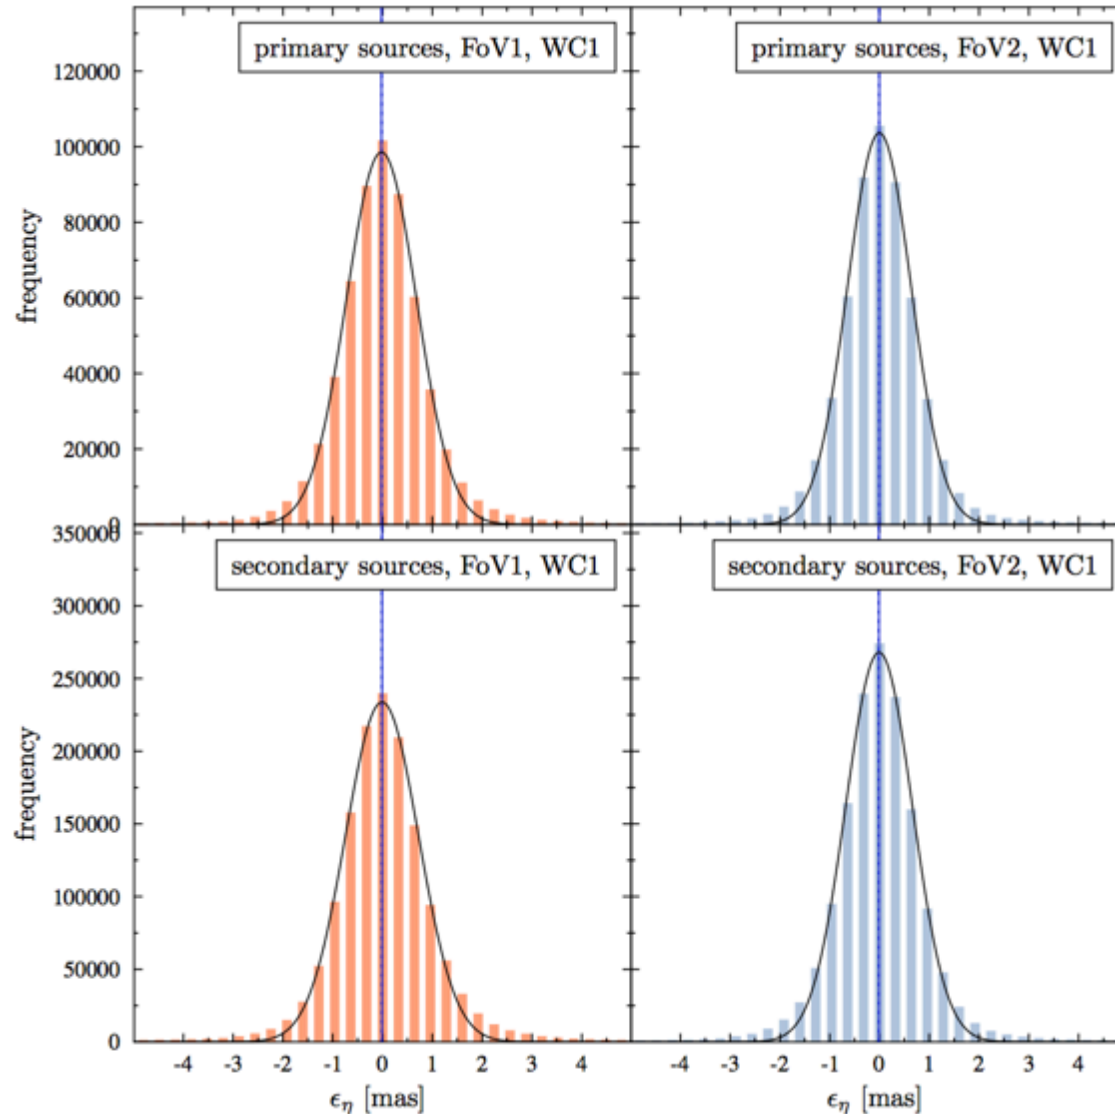 primary sources, FoV1, WC1
primary sources, FoV2, WC1
120000
100000
80000
60000
40000
20000
0
frequency
secondary sources, FoV1, WC1
secondary sources, FoV2, WC1
350000
300000
250000
200000
150000
100000
50000
0
frequency
-4 -3 -2 -1 0 1 2 3 4
-4 -3 -2 -1 0 1 2 3 4
ϵη [mas]
ϵη [mas]